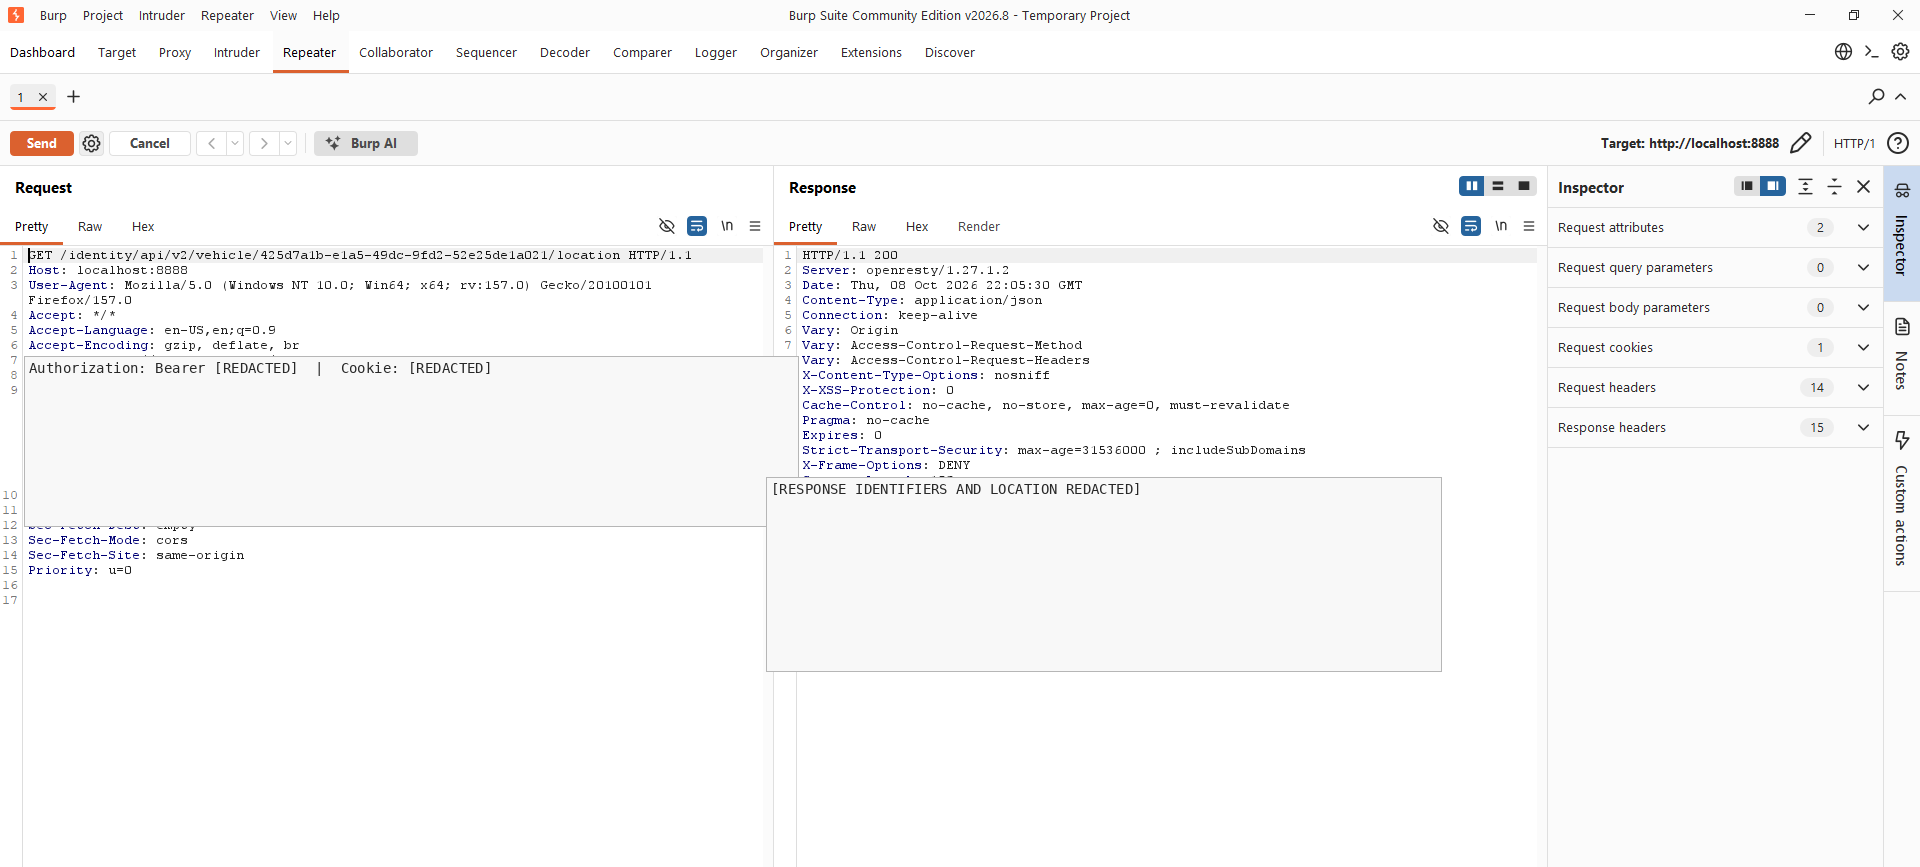 Burp Project Intruder Repeater View Help
Burp Suite Community Edition v2026.8 - Temporary Project
Dashboard Target Proxy Intruder Repeater Collaborator Sequencer Decoder Comparer Logger Organizer Extensions Discover
1
Send Cancel Burp AI
Target: http://localhost:8888 HTTP/1
Request
Pretty Raw Hex \n
1 GET /identity/api/v2/vehicle/425d7a1b-e1a5-49dc-9fd2-52e25de1a021/location HTTP/1.1
2 Host: localhost:8888
3 User-Agent: Mozilla/5.0 (Windows NT 10.0; Win64; x64; rv:157.0) Gecko/20100101
Firefox/157.0
4 Accept: */*
5 Accept-Language: en-US,en;q=0.9
6 Accept-Encoding: gzip, deflate, br
7
8 Authorization: Bearer [REDACTED] | Cookie: [REDACTED]
9
10
11
12 Sec-Fetch-Dest: empty
13 Sec-Fetch-Mode: cors
14 Sec-Fetch-Site: same-origin
15 Priority: u=0
16
17
Response
Pretty Raw Hex Render \n
1 HTTP/1.1 200
2 Server: openresty/1.27.1.2
3 Date: Thu, 08 Oct 2026 22:05:30 GMT
4 Content-Type: application/json
5 Connection: keep-alive
6 Vary: Origin
7 Vary: Access-Control-Request-Method
Vary: Access-Control-Request-Headers
X-Content-Type-Options: nosniff
X-XSS-Protection: 0
Cache-Control: no-cache, no-store, max-age=0, must-revalidate
Pragma: no-cache
Expires: 0
Strict-Transport-Security: max-age=31536000 ; includeSubDomains
X-Frame-Options: DENY
[RESPONSE IDENTIFIERS AND LOCATION REDACTED]
Inspector
Request attributes 2
Request query parameters 0
Request body parameters 0
Request cookies 1
Request headers 14
Response headers 15
Inspector
Notes
Custom actions